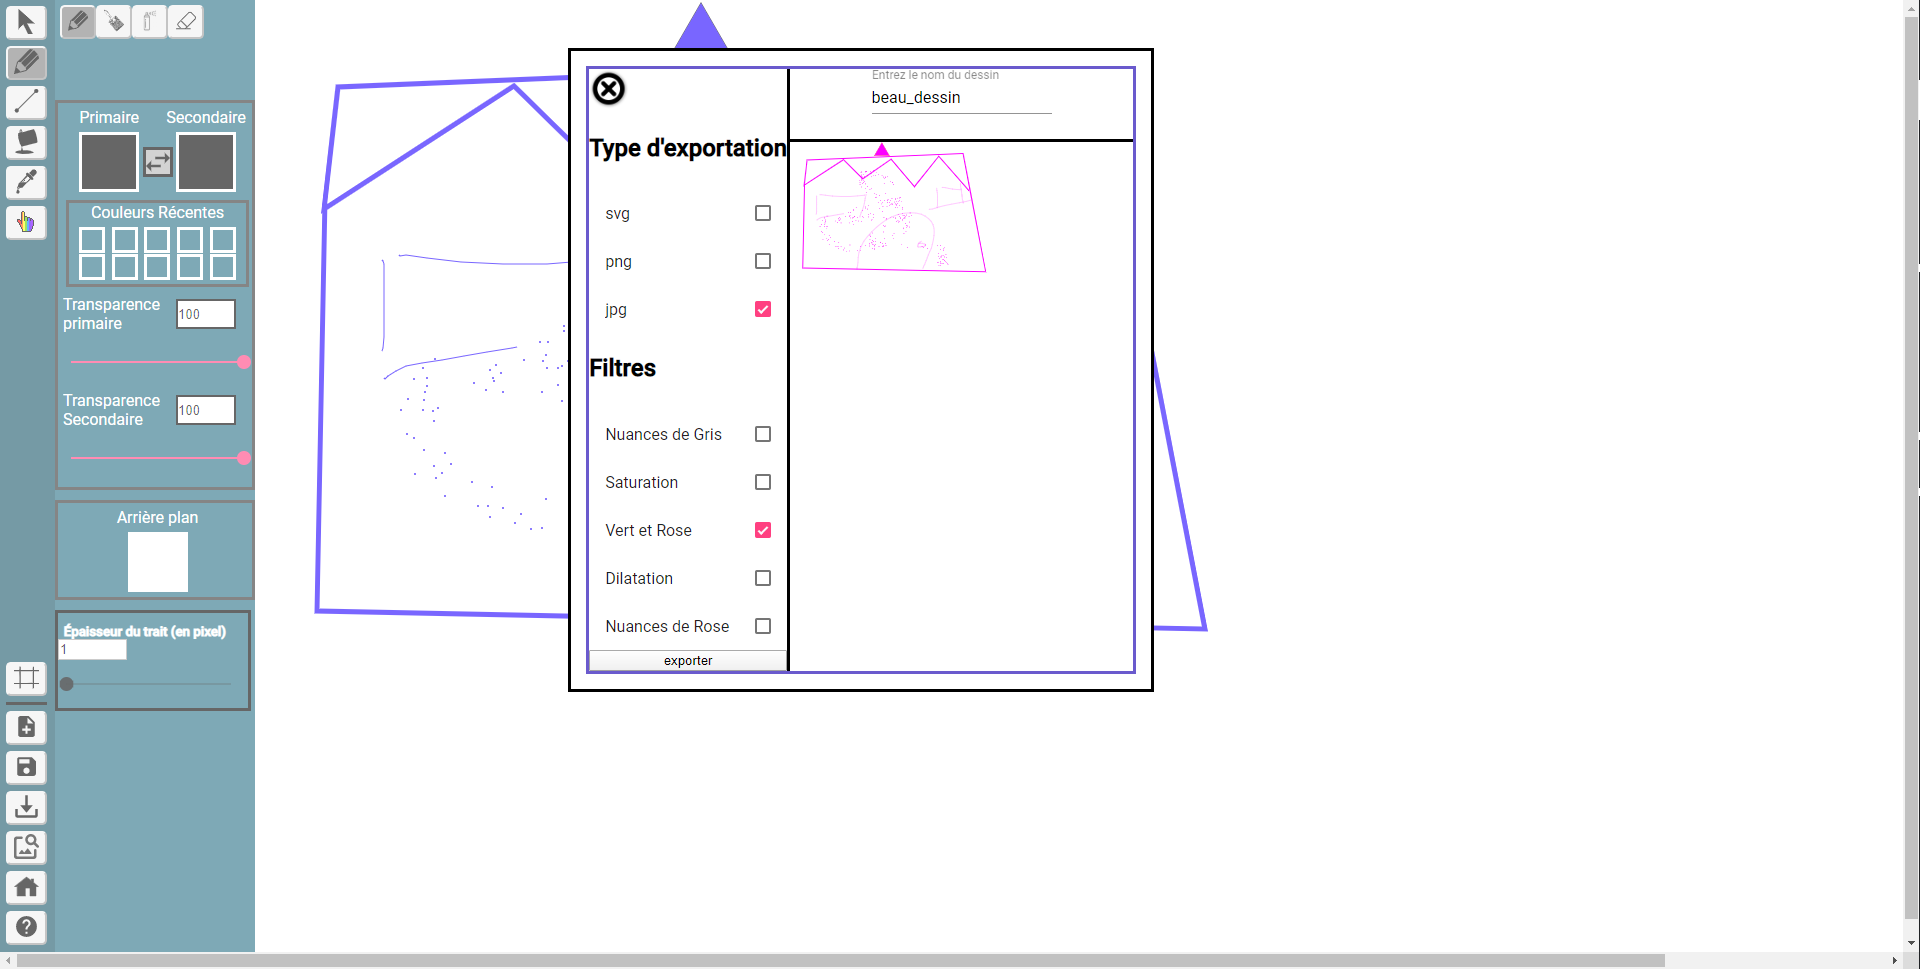 Primaire Secondaire
Couleurs Récentes
Transparence
primaire
100
Transparence
Secondaire
100
Arrière plan
Épaisseur du trait (en pixel)
1
Entrez le nom du dessin
beau_dessin
Type d'exportation
svg
png
jpg
Filtres
Nuances de Gris
Saturation
Vert et Rose
Dilatation
Nuances de Rose
exporter